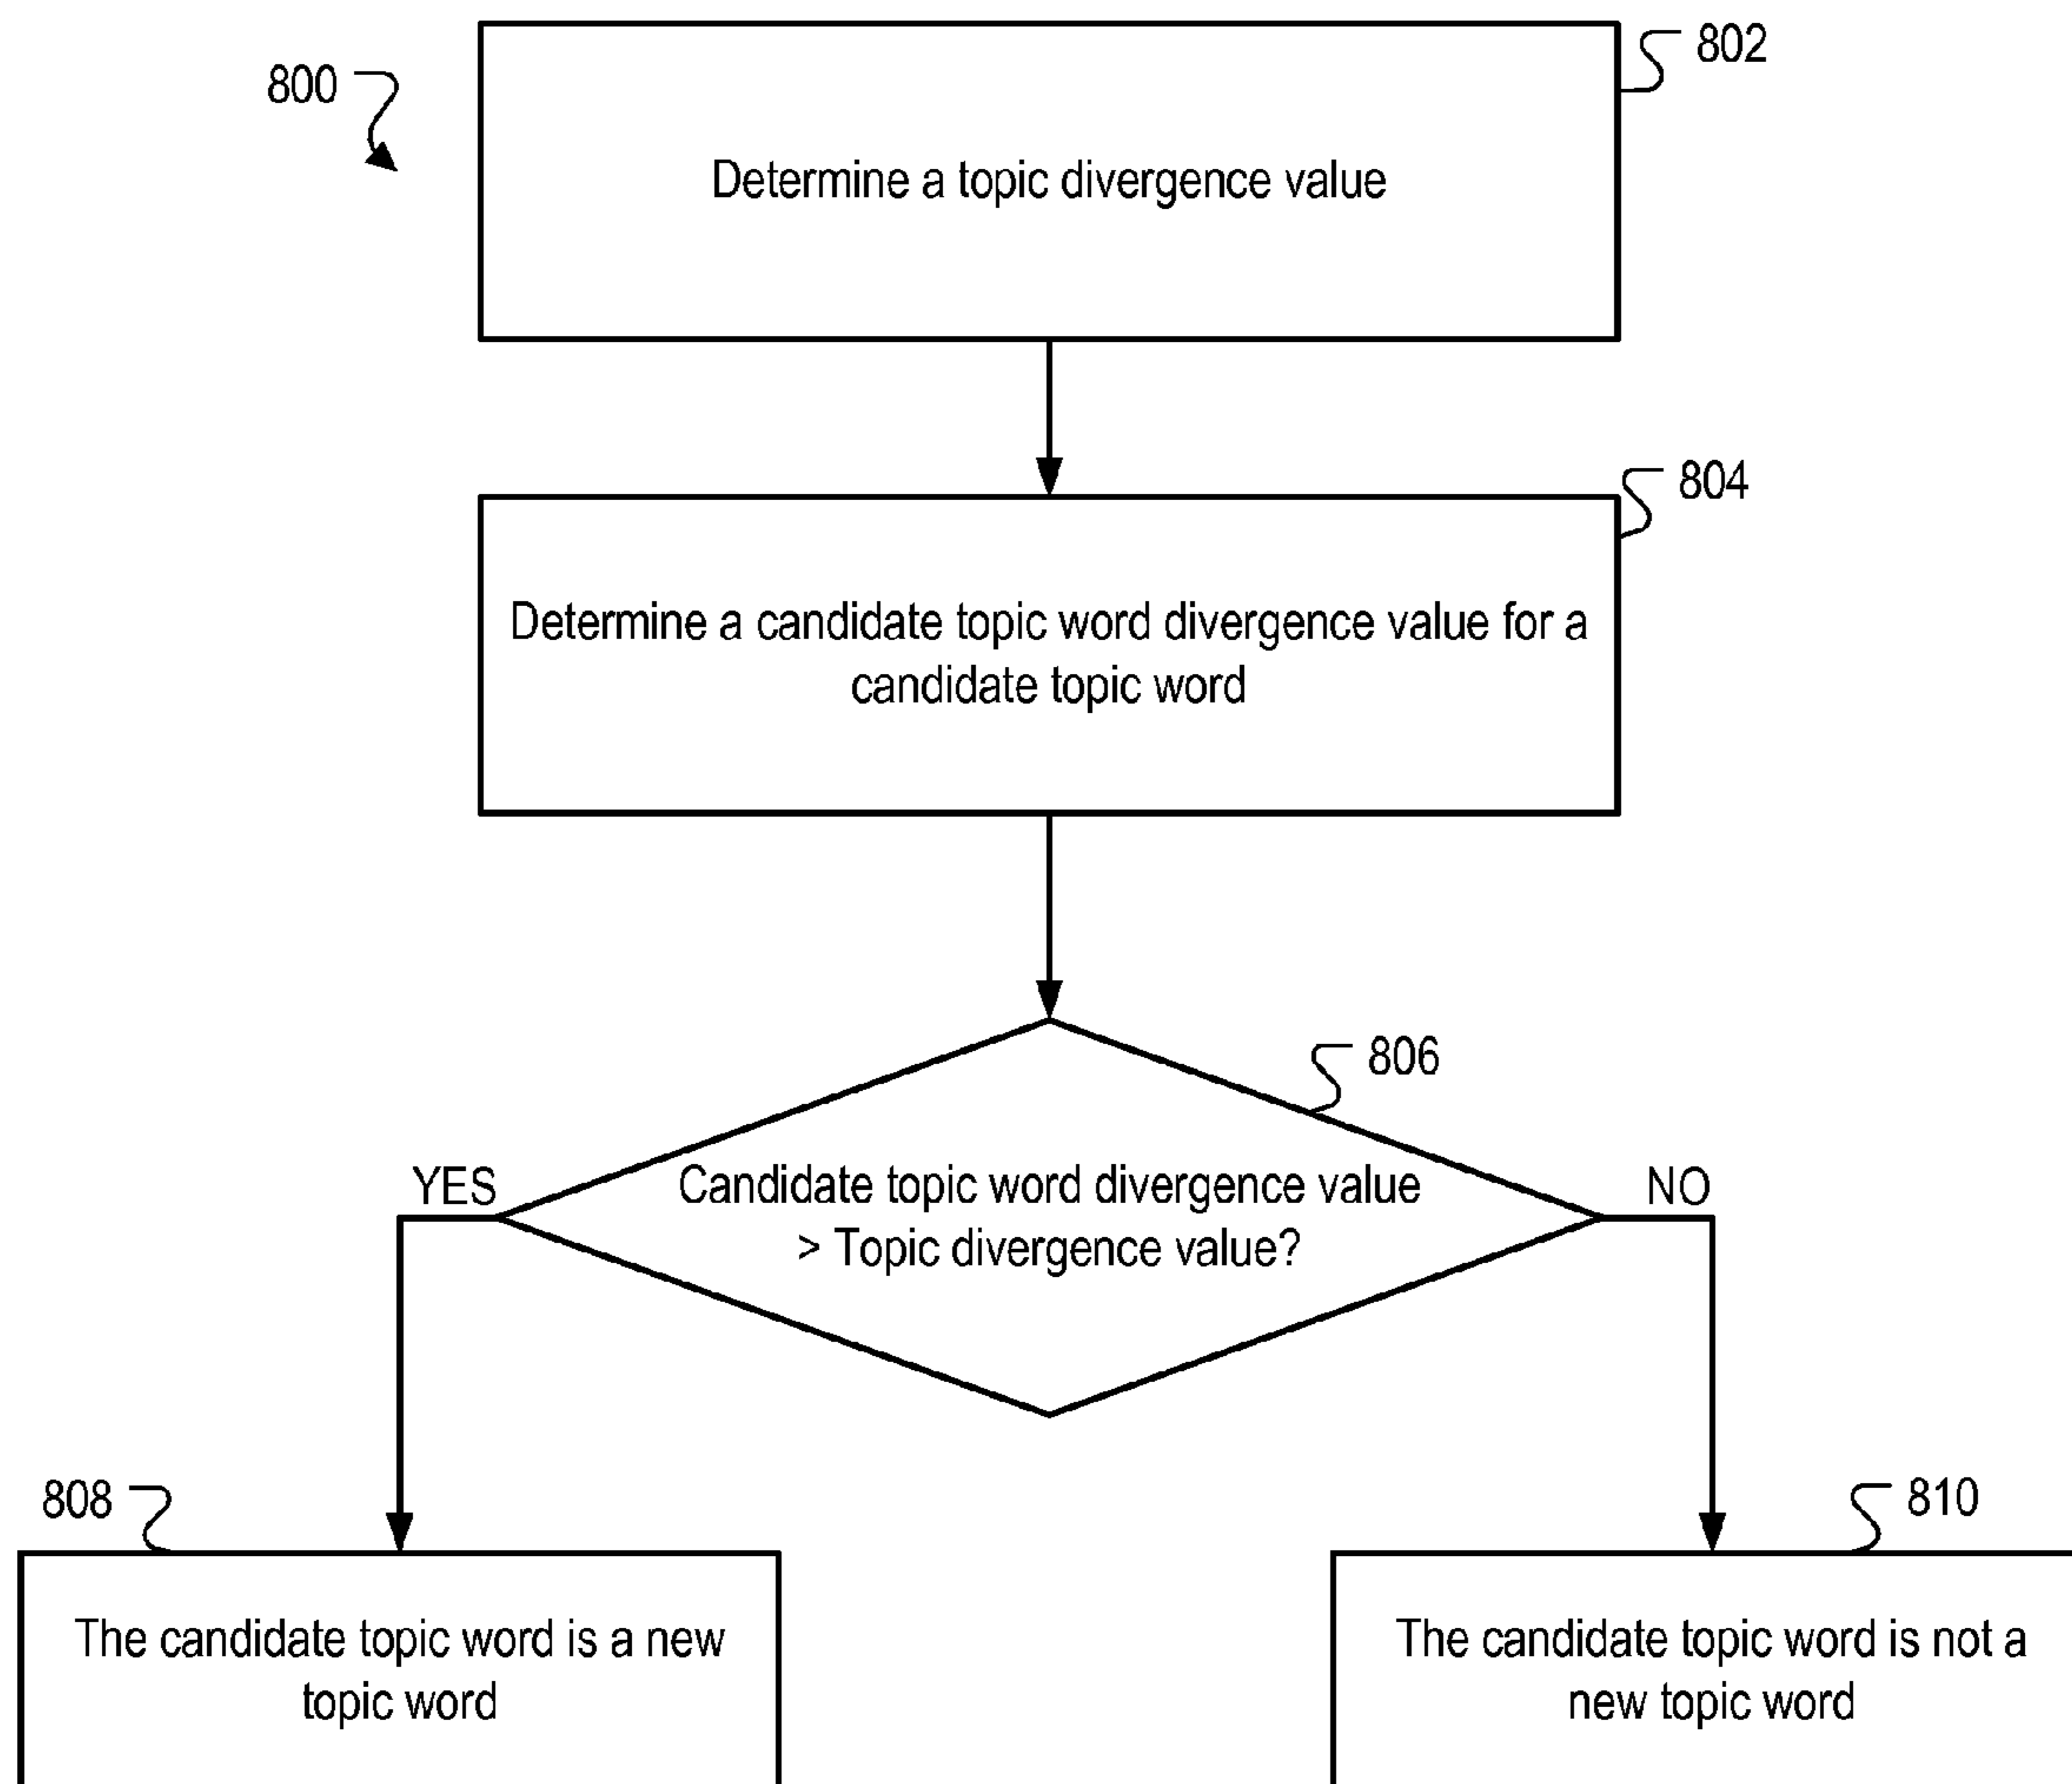 800
802
Determine a topic divergence value
804
Determine a candidate topic word divergence value for a
candidate topic word
806
YES
NO
Candidate topic word divergence value
> Topic divergence value?
808
810
The candidate topic word is a new
topic word
The candidate topic word is not a
new topic word